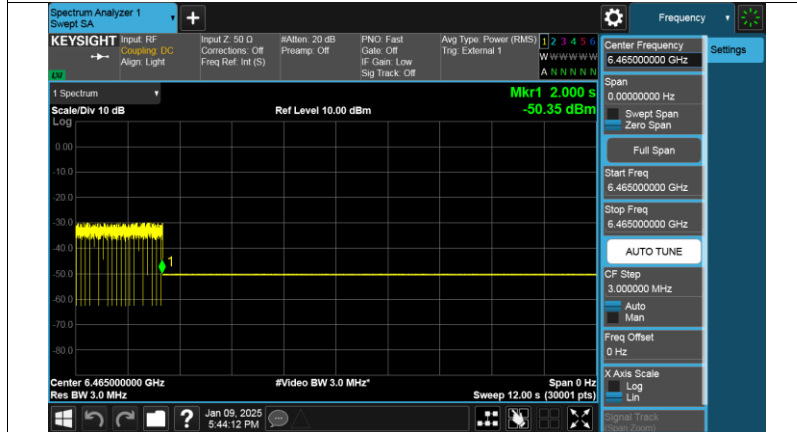 Spectrum Analyzer 1
Swept SA
+
Frequency
KEYSIGHT
Input: RF
Coupling: DC
Align: Light
Input Z: 50 Ω
Corrections: Off
Freq Ref: Int (S)
#Atten: 20 dB
Preamp: Off
PNO: Fast
Gate: Off
IF Gain: Low
Sig Track: Off
Avg Type: Power (RMS)
Trig: External 1
1 2 3 4 5 6
W W W W W W
A N N N N N
LXI
1 Spectrum
Mkr1 2.000 s
-50.35 dBm
Scale/Div 10 dB
Ref Level 10.00 dBm
Log
0.00
-10.0
-20.0
-30.0
-40.0
-50.0
-60.0
-70.0
-80.0
1
Center 6.465000000 GHz
#Video BW 3.0 MHz*
Span 0 Hz
Res BW 3.0 MHz
Sweep 12.00 s (30001 pts)
Center Frequency
6.465000000 GHz
Settings
Span
0.00000000 Hz
Swept Span
Zero Span
Full Span
Start Freq
6.465000000 GHz
Stop Freq
6.465000000 GHz
AUTO TUNE
CF Step
3.000000 MHz
Auto
Man
Freq Offset
0 Hz
X Axis Scale
Log
Lin
Signal Track
(Span Zoom)
?
Jan 09, 2025
5:44:12 PM